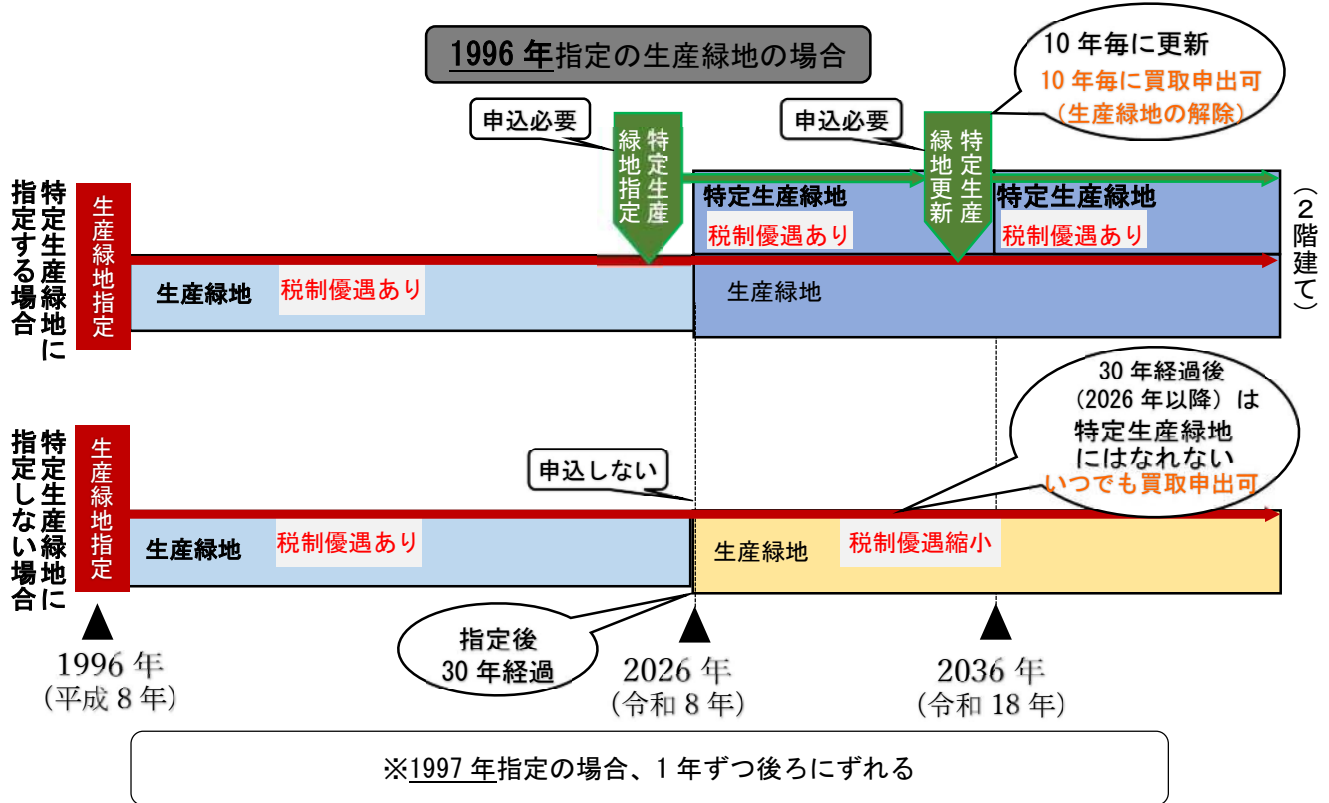 1996 年指定の生産緑地の場合
10 年毎に更新
10 年毎に買取申出可
(生産緑地の解除)
申込必要
申込必要
特定生産
緑地指定
特定生産
緑地更新
特定生産緑地に
指定する場合
生産緑地指定
特定生産緑地
税制優遇あり
特定生産緑地
税制優遇あり
(2階建て)
生産緑地
税制優遇あり
生産緑地
30 年経過後
(2026 年以降) は
特定生産緑地
にはなれない
いつでも買取申出可
特定生産緑地に
指定しない場合
生産緑地指定
申込しない
生産緑地
税制優遇あり
生産緑地
税制優遇縮小
指定後
30 年経過
1996 年
(平成 8 年)
2026 年
(令和 8 年)
2036 年
(令和 18 年)
※1997 年指定の場合、1 年ずつ後ろにずれる